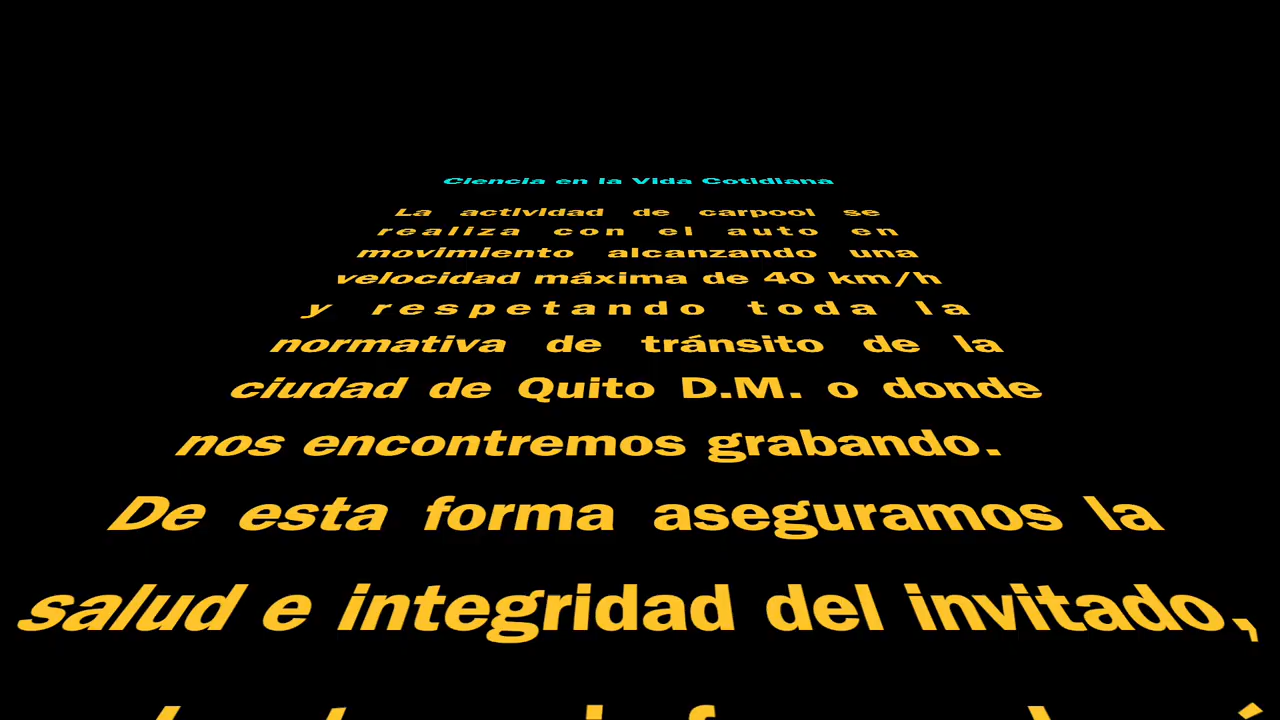 Ciencia en la Vida Cotidiana
La actividad de carpool se
realiza con el auto en
movimiento alcanzando una
velocidad máxima de 40 km/h
y respetando toda la
normativa de tránsito de la
ciudad de Quito D.M. o donde
nos encontremos grabando.
De esta forma aseguramos la
salud e integridad del invitado,